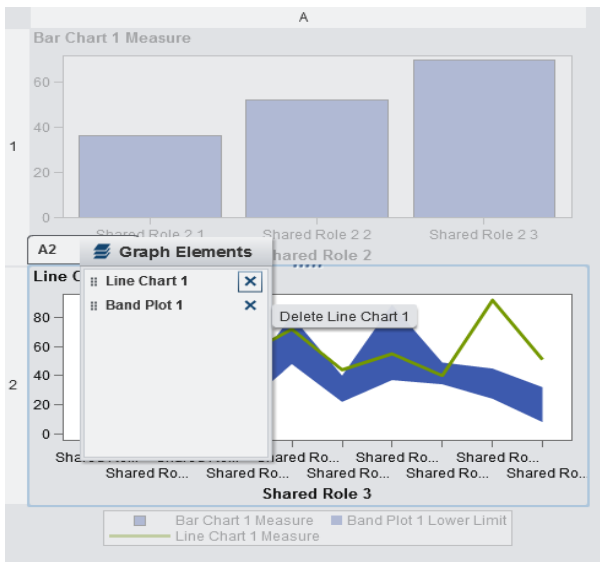 A
Bar Chart 1 Measure
60
40
1
20
0
Shared Role 2 1 Shared Role 2 2 Shared Role 2 3
A2
Graph Elements
hared Role 2
Line C
Line Chart 1
Band Plot 1
Delete Line Chart 1
80
60
2
40
20
0
Sha ared Ro... Shared Ro... Shared Ro...
Shared Ro... Shared Ro... Shared Ro... Shared Ro... Shared Ro...
Shared Role 3
Bar Chart 1 Measure Band Plot 1 Lower Limit
Line Chart 1 Measure